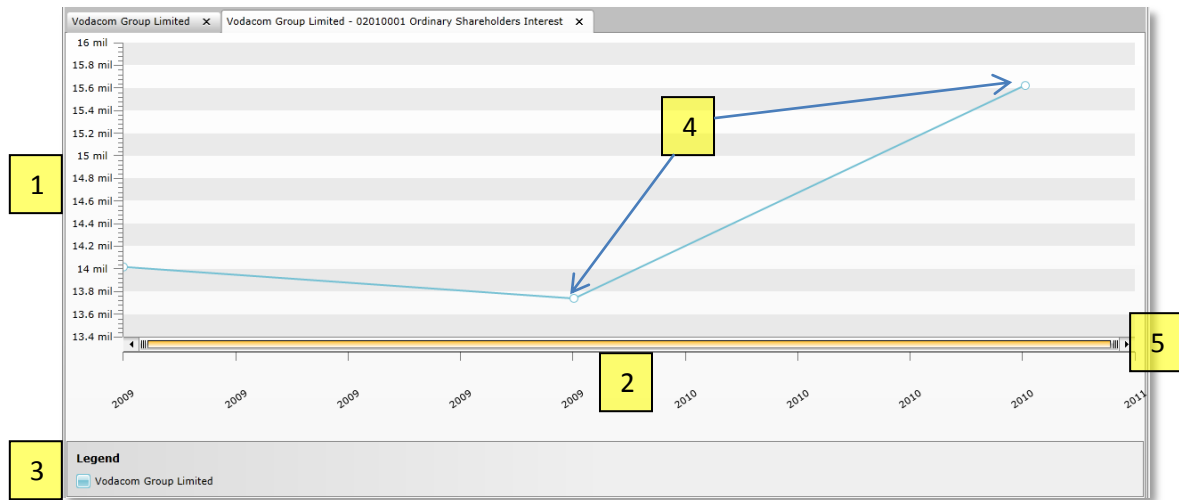 Vodacom Group Limited x Vodacom Group Limited - 02010001 Ordinary Shareholders Interest x
16 mil
15.8 mil
15.6 mil
15.4 mil
4
15.2 mil
15 mil
1
14.8 mil
14.6 mil
14.4 mil
14.2 mil
14 mil
13.8 mil
13.6 mil
13.4 mil
5
2
2009 2009 2009 2009 2009 2010 2010 2010 2010 2011
3
Legend
Vodacom Group Limited